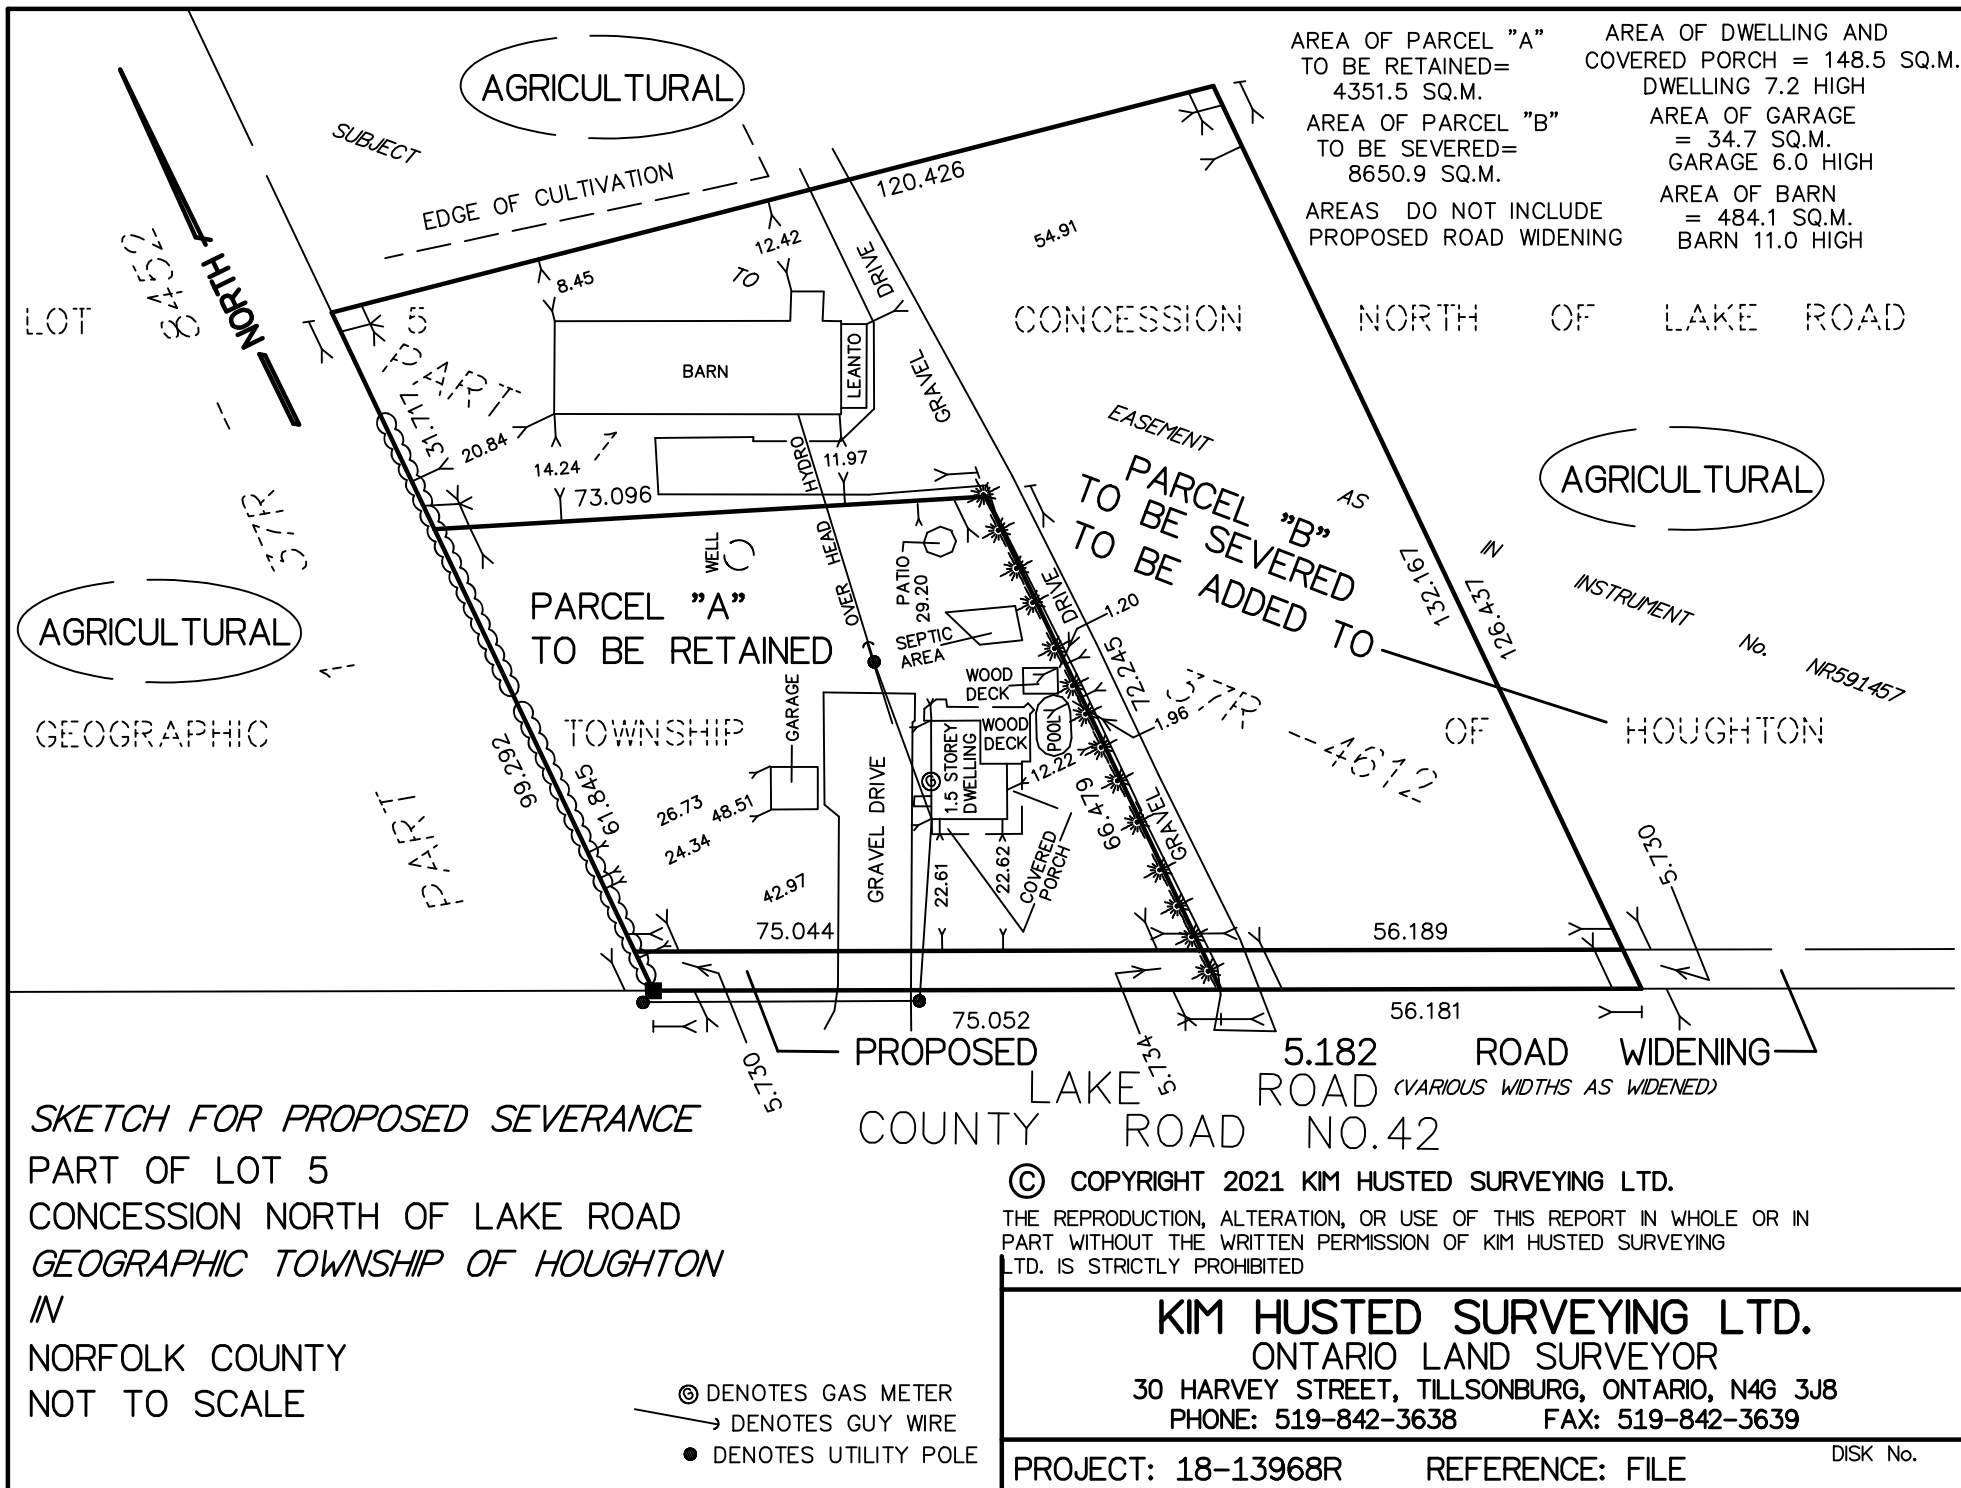 AREA OF PARCEL "A"
TO BE RETAINED=
4351.5 SQ.M.
AREA OF PARCEL "B"
TO BE SEVERED=
8650.9 SQ.M.
AREAS DO NOT INCLUDE
PROPOSED ROAD WIDENING
AREA OF DWELLING AND
COVERED PORCH = 148.5 SQ.M.
DWELLING 7.2 HIGH
AREA OF GARAGE
= 34.7 SQ.M.
GARAGE 6.0 HIGH
AREA OF BARN
= 484.1 SQ.M.
BARN 11.0 HIGH
AGRICULTURAL
SUBJECT
EDGE OF CULTIVATION
120.426
12.42
TO
8.45
54.91
GRAVEL DRIVE
NORTH
37R - 8452
PART 1
LOT 5
CONCESSION NORTH OF LAKE ROAD
PART 1
37R --4612
BARN
LEANTO
31.717
20.84
14.24
11.97
73.096
OVER HEAD HYDRO
EASEMENT AS IN INSTRUMENT No. NR591457
AGRICULTURAL
PARCEL "B"
TO BE SEVERED
TO BE ADDED TO
132.167
126.437
WELL
PATIO
29.20
PARCEL "A"
TO BE RETAINED
AGRICULTURAL
SEPTIC
AREA
WOOD
DECK
DRIVE
1.20
72.245
1.96
GARAGE
GEOGRAPHIC TOWNSHIP OF HOUGHTON
WOOD
DECK
POOL
1.5 STOREY
DWELLING
G
12.22
66.479
GRAVEL
GRAVEL DRIVE
99.292
61.845
26.73
48.51
24.34
42.97
22.61
22.62
COVERED
PORCH
75.044
56.189
5.730
75.052
56.181
5.730
5.734
PROPOSED 5.182 ROAD WIDENING
LAKE ROAD (VARIOUS WIDTHS AS WIDENED)
COUNTY ROAD NO.42
SKETCH FOR PROPOSED SEVERANCE
PART OF LOT 5
CONCESSION NORTH OF LAKE ROAD
GEOGRAPHIC TOWNSHIP OF HOUGHTON
IN
NORFOLK COUNTY
NOT TO SCALE
G DENOTES GAS METER
DENOTES GUY WIRE
DENOTES UTILITY POLE
© COPYRIGHT 2021 KIM HUSTED SURVEYING LTD.
THE REPRODUCTION, ALTERATION, OR USE OF THIS REPORT IN WHOLE OR IN
PART WITHOUT THE WRITTEN PERMISSION OF KIM HUSTED SURVEYING
LTD. IS STRICTLY PROHIBITED
KIM HUSTED SURVEYING LTD.
ONTARIO LAND SURVEYOR
30 HARVEY STREET, TILLSONBURG, ONTARIO, N4G 3J8
PHONE: 519-842-3638 FAX: 519-842-3639
PROJECT: 18-13968R REFERENCE: FILE
DISK No.